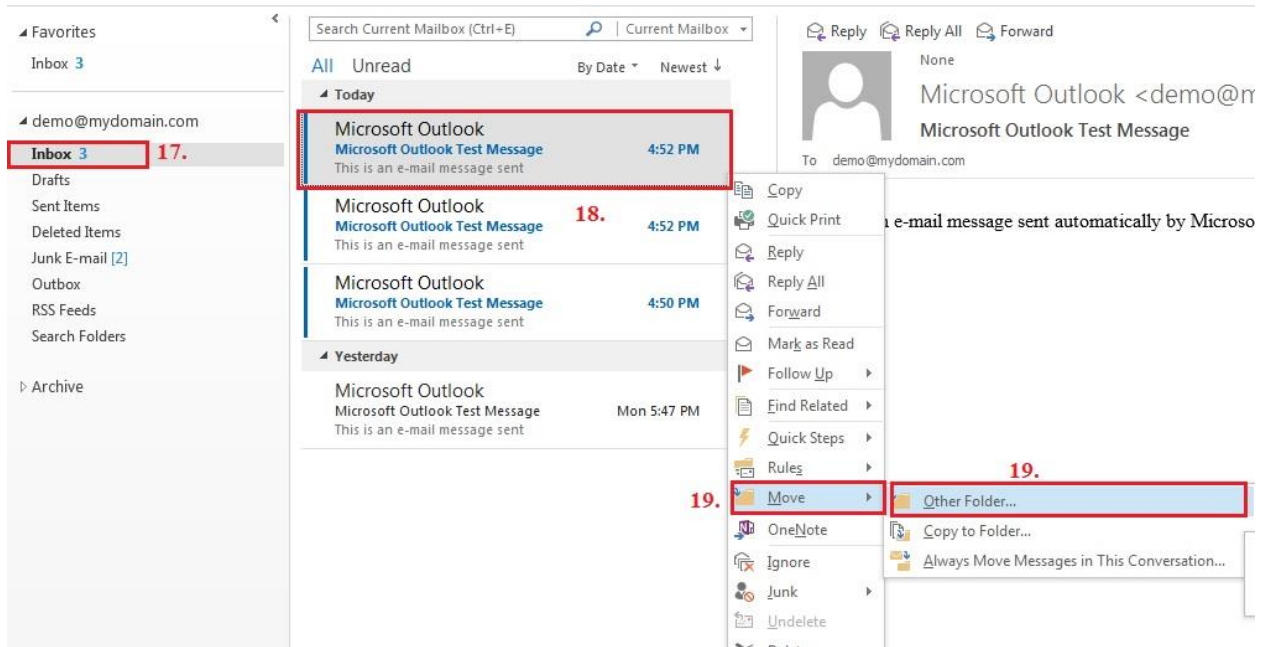 Favorites
Inbox 3
demo@mydomain.com
Inbox 3 17.
Drafts
Sent Items
Deleted Items
Junk E-mail [2]
Outbox
RSS Feeds
Search Folders
Archive
Search Current Mailbox (Ctrl+E) Current Mailbox
All Unread By Date Newest ↓
Today
Microsoft Outlook
Microsoft Outlook Test Message 4:52 PM
This is an e-mail message sent
Microsoft Outlook
18.
Microsoft Outlook Test Message 4:52 PM
This is an e-mail message sent
Microsoft Outlook
Microsoft Outlook Test Message 4:50 PM
This is an e-mail message sent
Yesterday
Microsoft Outlook
Microsoft Outlook Test Message Mon 5:47 PM
This is an e-mail message sent
Reply Reply All Forward
None
Microsoft Outlook <demo@m
Microsoft Outlook Test Message
To demo@mydomain.com
e-mail message sent automatically by Microso
Copy
Quick Print
Reply
Reply All
Forward
Mark as Read
Follow Up
Find Related
Quick Steps
Rules
19. Move
OneNote
Ignore
Junk
Undelete
19.
Other Folder...
Copy to Folder...
Always Move Messages in This Conversation...